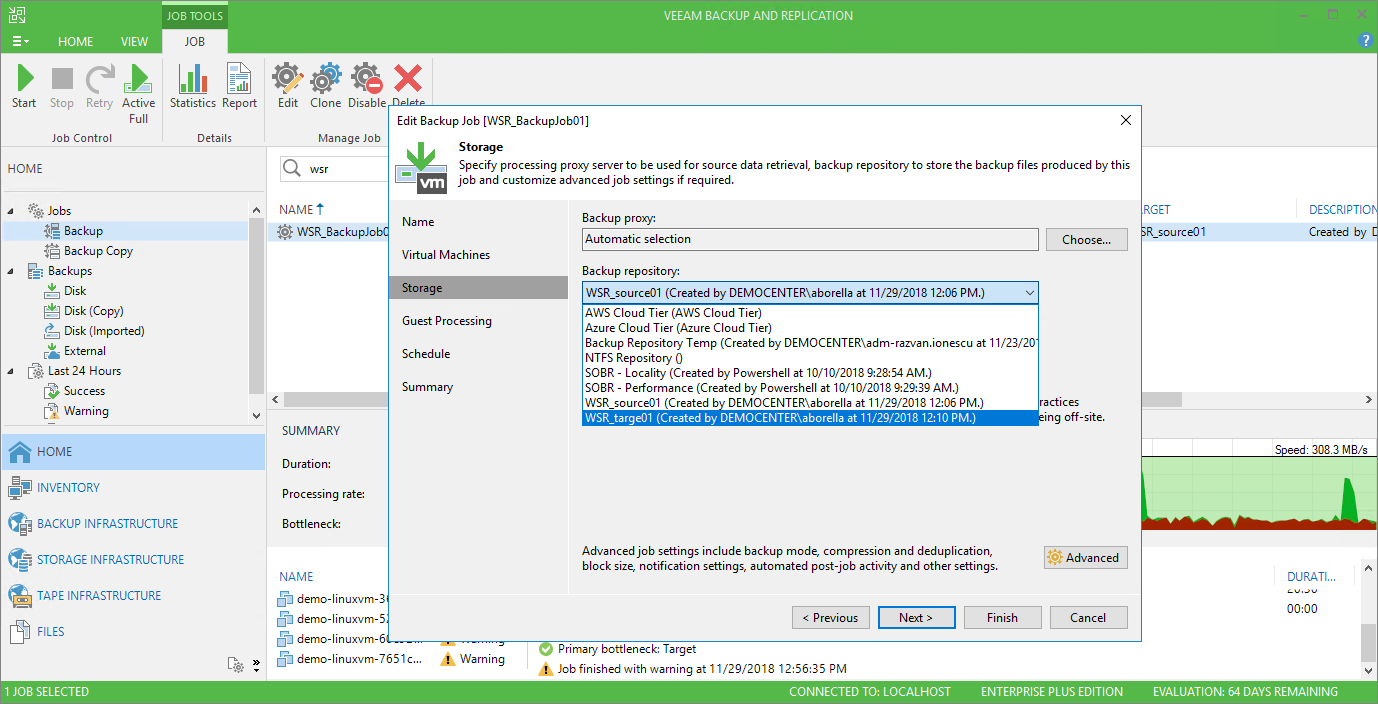 JOB TOOLS
VEEAM BACKUP AND REPLICATION
HOME VIEW JOB
Start Stop Retry Active Full Statistics Report Edit Clone Disable Delete
Job Control Details Manage Job
HOME
Jobs
Backup
Backup Copy
Backups
Disk
Disk (Copy)
Disk (Imported)
External
Last 24 Hours
Success
Warning
HOME
INVENTORY
BACKUP INFRASTRUCTURE
STORAGE INFRASTRUCTURE
TAPE INFRASTRUCTURE
FILES
wsr
NAME
WSR_BackupJob0
RGET DESCRIPTION
SR_source01 Created by D
Edit Backup Job [WSR_BackupJob01]
Storage
Specify processing proxy server to be used for source data retrieval, backup repository to store the backup files produced by this
job and customize advanced job settings if required.
vm
Name
Virtual Machines
Storage
Guest Processing
Schedule
Summary
Backup proxy:
Automatic selection
Choose...
Backup repository:
WSR_source01 (Created by DEMOCENTER\aborella at 11/29/2018 12:06 PM.)
AWS Cloud Tier (AWS Cloud Tier)
Azure Cloud Tier (Azure Cloud Tier)
Backup Repository Temp (Created by DEMOCENTER\adm-razvan.ionescu at 11/23/201
NTFS Repository ()
SOBR - Locality (Created by Powershell at 10/10/2018 9:28:54 AM.)
SOBR - Performance (Created by Powershell at 10/10/2018 9:29:39 AM.)
WSR_source01 (Created by DEMOCENTER\aborella at 11/29/2018 12:06 PM.)
WSR_targe01 (Created by DEMOCENTER\aborella at 11/29/2018 12:10 PM.)
ractices
eing off-site.
Advanced job settings include backup mode, compression and deduplication,
block size, notification settings, automated post-job activity and other settings.
Advanced
< Previous Next > Finish Cancel
SUMMARY
Duration:
Processing rate:
Bottleneck:
Speed: 308.3 MB/s
NAME
demo-linuxvm-36
demo-linuxvm-52
demo-linuxvm-60
demo-linuxvm-7651c... Warning
Primary bottleneck: Target
Job finished with warning at 11/29/2018 12:56:35 PM
DURATI...
00:00
1 JOB SELECTED
CONNECTED TO: LOCALHOST ENTERPRISE PLUS EDITION EVALUATION: 64 DAYS REMAINING